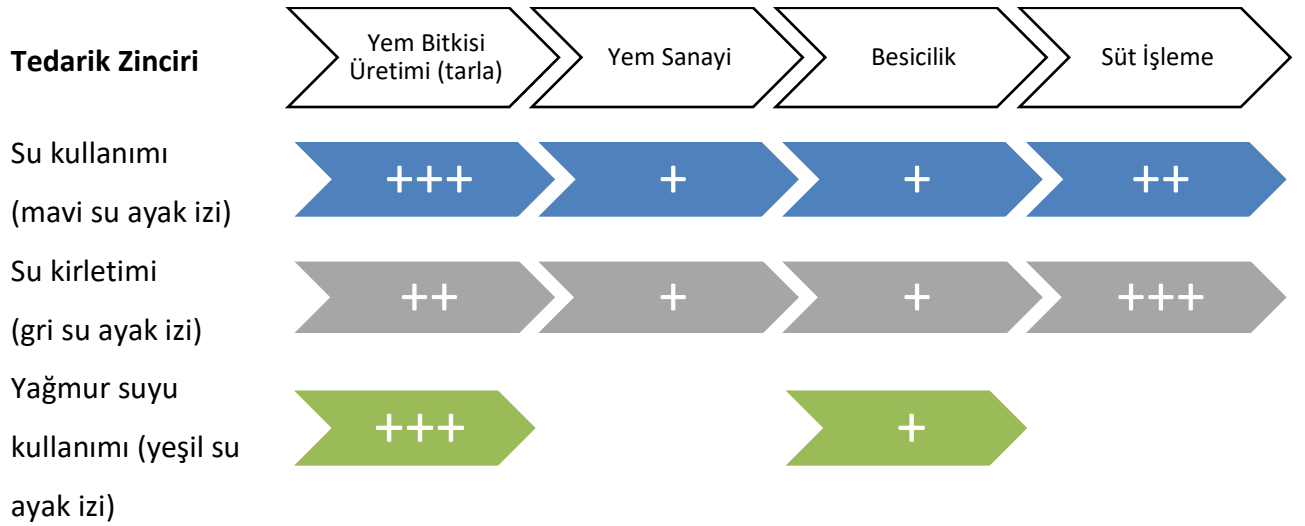 Tedarik Zinciri
Yem Bitkisi
Üretimi (tarla)
Yem Sanayi
Besicilik
Süt İşleme
Su kullanımı
(mavi su ayak izi)
+++
+
+
++
Su kirletimi
(gri su ayak izi)
++
+
+
+++
Yağmur suyu
kullanımı (yeşil su
ayak izi)
+++
+